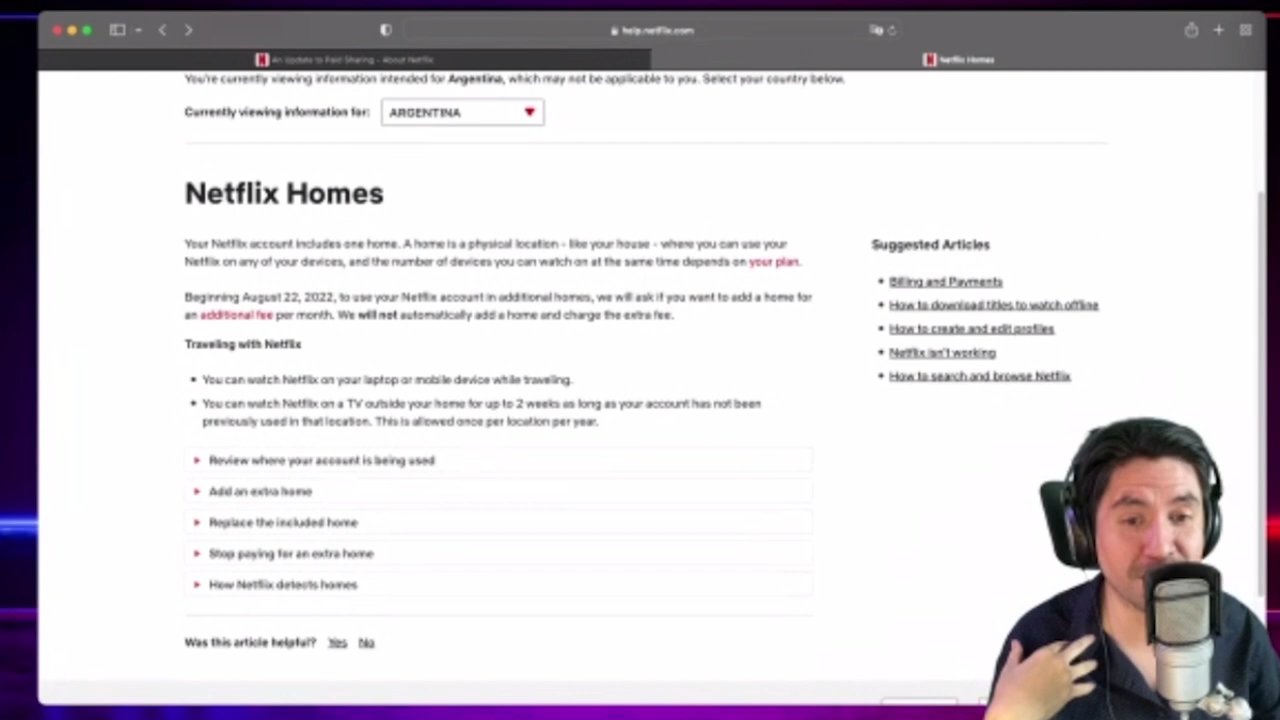 help.netflix.com
An Update to Paid Sharing - About Netflix
Netflix Homes
You're currently viewing information intended for Argentina, which may not be applicable to you. Select your country below.
Currently viewing information for:
ARGENTINA
Netflix Homes
Your Netflix account includes one home. A home is a physical location - like your house - where you can use your
Netflix on any of your devices, and the number of devices you can watch on at the same time depends on your plan.
Beginning August 22, 2022, to use your Netflix account in additional homes, we will ask if you want to add a home for
an additional fee per month. We will not automatically add a home and charge the extra fee.
Traveling with Netflix
You can watch Netflix on your laptop or mobile device while traveling.
You can watch Netflix on a TV outside your home for up to 2 weeks as long as your account has not been
previously used in that location. This is allowed once per location per year.
Review where your account is being used
Add an extra home
Replace the included home
Stop paying for an extra home
How Netflix detects homes
Was this article helpful? Yes No
Suggested Articles
Billing and Payments
How to download titles to watch offline
How to create and edit profiles
Netflix isn't working
How to search and browse Netflix